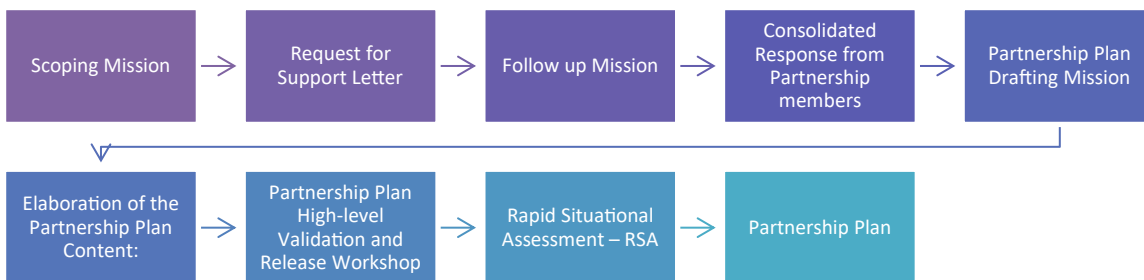 Scoping Mission
Request for
Support Letter
Follow up Mission
Consolidated
Response from
Partnership
members
Partnership Plan
Drafting Mission
Elaboration of the
Partnership Plan
Content:
Partnership Plan
High-level
Validation and
Release Workshop
Rapid Situational
Assessment – RSA
Partnership Plan